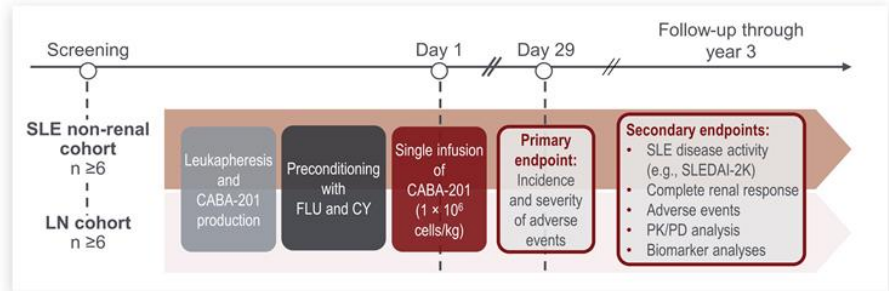 Screening
Day 1
Day 29
Follow-up through
year 3
SLE non-renal
cohort
n ≥6
LN cohort
n ≥6
Leukapheresis
and
CABA-201
production
Preconditioning
with
FLU and CY
Single infusion
of
CABA-201
(1 × 10⁶
cells/kg)
Primary
endpoint:
Incidence
and severity
of adverse
events
Secondary endpoints:
• SLE disease activity
(e.g., SLEDAI-2K)
• Complete renal response
• Adverse events
• PK/PD analysis
• Biomarker analyses